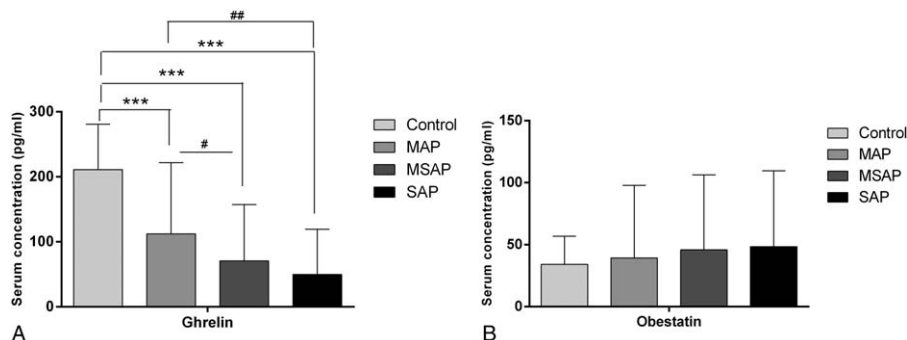 ##
***
***
***
#
Serum concentration (pg/ml)
300
200
100
0
Ghrelin
Control
MAP
MSAP
SAP
A
Serum concentration (pg/ml)
150
100
50
0
Obestatin
Control
MAP
MSAP
SAP
B